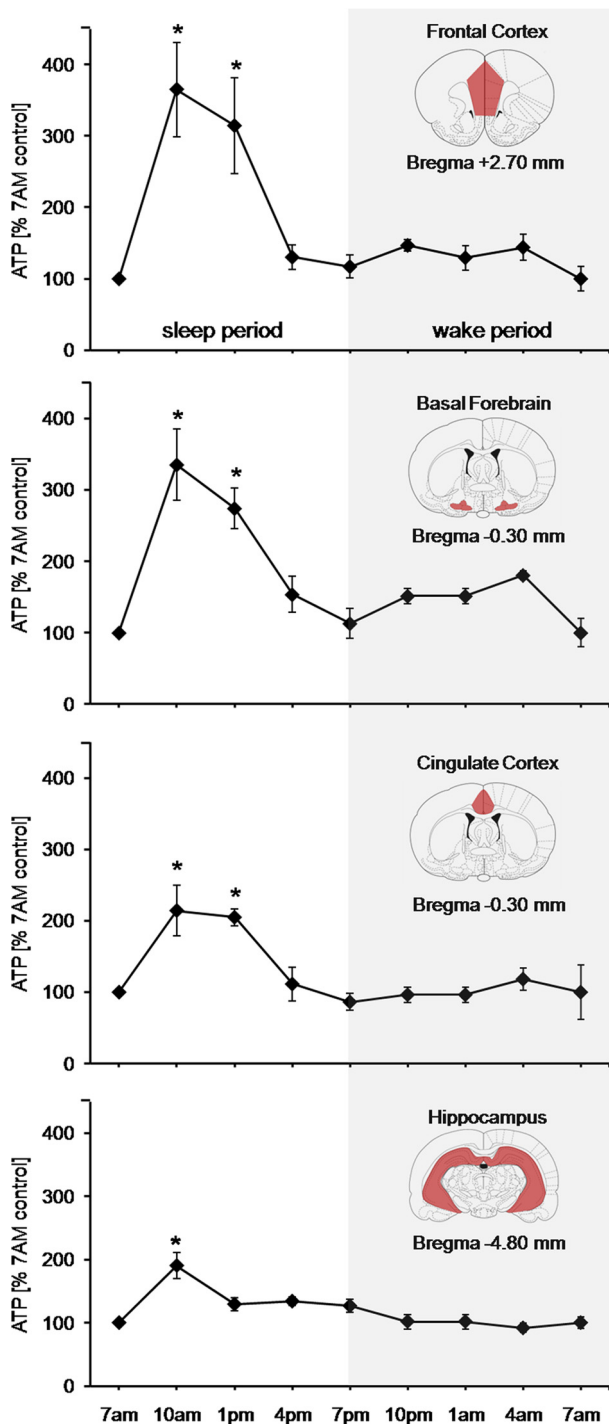 Frontal Cortex
Bregma +2.70 mm
ATP [% 7AM control]
400
300
200
100
0
*
*
sleep period
wake period
Basal Forebrain
Bregma -0.30 mm
ATP [% 7AM control]
400
300
200
100
0
*
*
Cingulate Cortex
Bregma -0.30 mm
ATP [% 7AM control]
400
300
200
100
0
*
*
Hippocampus
Bregma -4.80 mm
ATP [% 7AM control]
400
300
200
100
0
*
7am 10am 1pm 4pm 7pm 10pm 1am 4am 7am